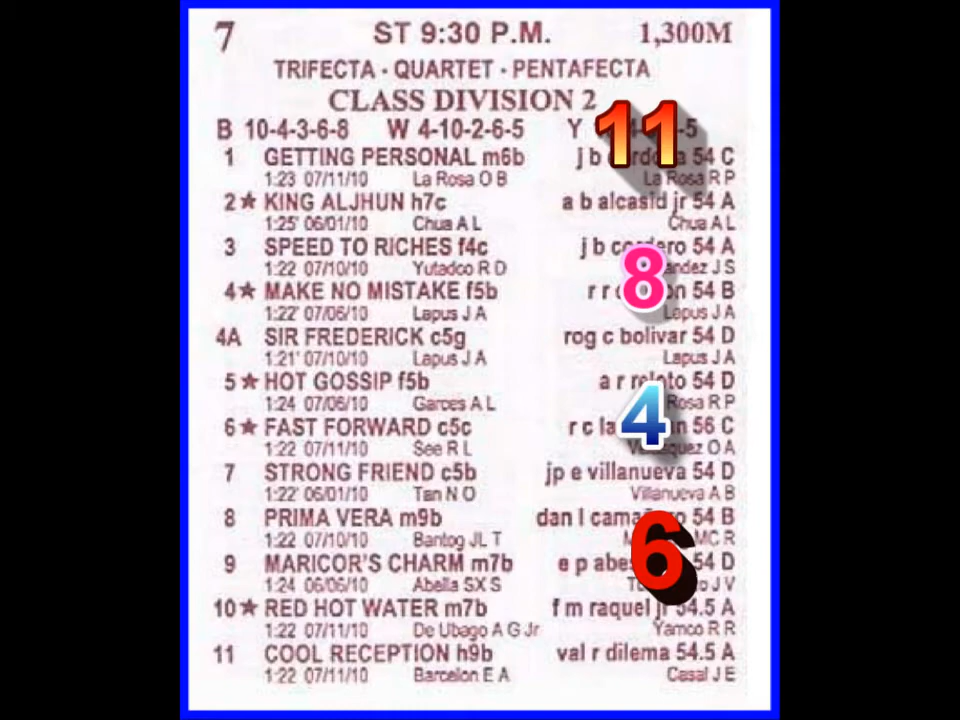 7 ST 9:30 P.M. 1,300M
TRIFECTA - QUARTET - PENTAFECTA
CLASS DIVISION 2
B 10-4-3-6-8 W 4-10-2-6-5 Y -5
11
1 GETTING PERSONAL m6b j b 54 C
1:23 07/11/10 La Rosa O B La Rosa R P
2★ KING ALJHUN h7c a b alcasid jr 54 A
1:25' 06/01/10 Chua A L Chua A L
3 SPEED TO RICHES f4c j b cordero 54 A
1:22 07/10/10 Yutadco R D J S
8
4★ MAKE NO MISTAKE f5b r r 54 B
1:22' 07/06/10 Lapus J A Lapus J A
4A SIR FREDERICK c5g rog c bolivar 54 D
1:21' 07/10/10 Lapus J A Lapus J A
5★ HOT GOSSIP f5b a r 54 D
1:24 07/06/10 Garces A L Rosa R P
4
6★ FAST FORWARD c5c r c 56 C
1:22 07/11/10 See R L O A
7 STRONG FRIEND c5b jp e villanueva 54 D
1:22' 06/01/10 Tan N O Villanueva A B
8 PRIMA VERA m9b dan l camañero 54 B
1:22 07/10/10 Bantog JL T MC R
6
9 MARICOR'S CHARM m7b e p 54 D
1:24 06/06/10 Abella SX S J V
10★ RED HOT WATER m7b f m raquel jr 54.5 A
1:22 07/11/10 De Ubago A G Jr Yamco R R
11 COOL RECEPTION h9b val r dilema 54.5 A
1:22 07/11/10 Barcelon E A Casal J E